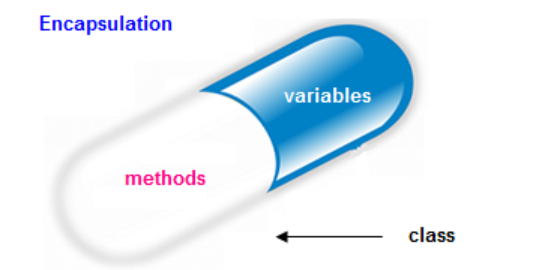 Encapsulation
variables
methods
class